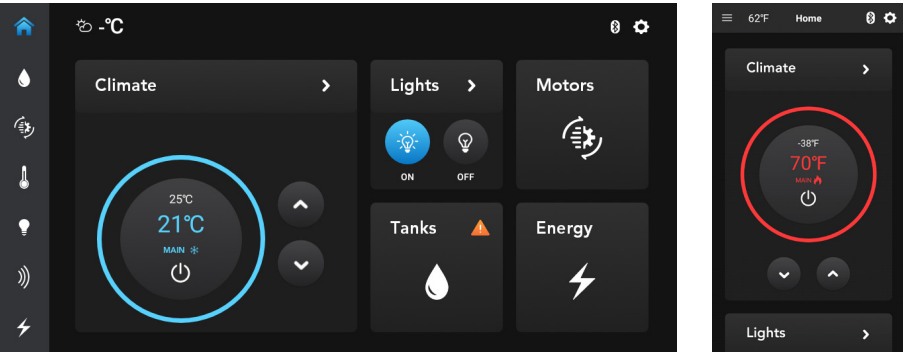 -°C
Climate
25°C
21°C
MAIN
Lights
ON OFF
Motors
Tanks
Energy
62°F Home
Climate
-38°F
70°F
MAIN
Lights